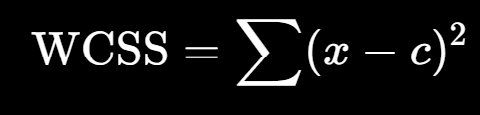 WCSS = ∑(x − c)²